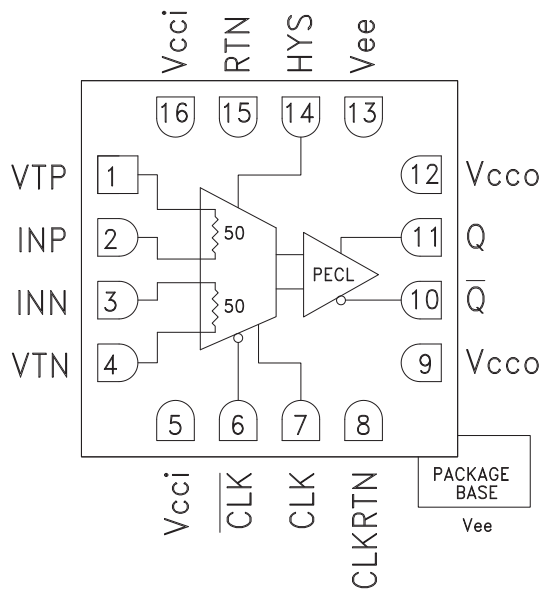 Vcci RTN HYS Vee
16 15 14 13
VTP 1 12 Vcco
50
INP 2 11 Q
PECL
INN 3 10 Q̅
50
VTN 4 9 Vcco
5 6 7 8
Vcci C̅L̅K̅ CLK CLKRTN
PACKAGE
BASE
Vee